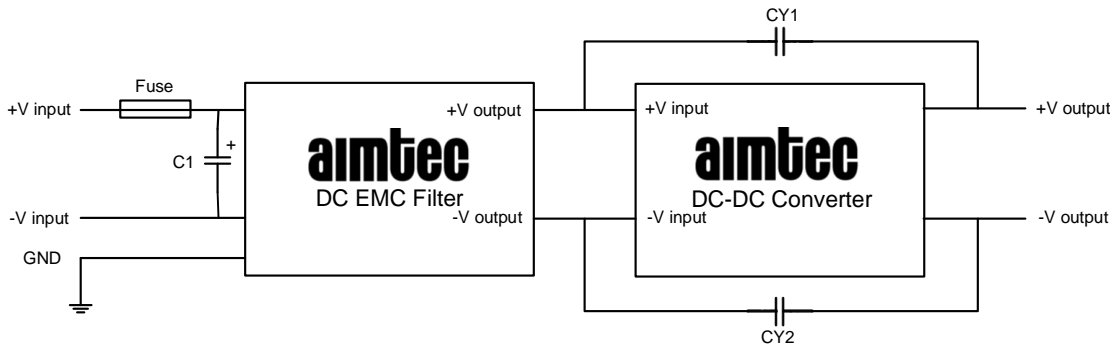 CY1
Fuse
+V input
+V output
+V input
+V output
C1
+
aimtec
DC EMC Filter
aimtec
DC-DC Converter
-V input
-V output
-V input
-V output
GND
CY2